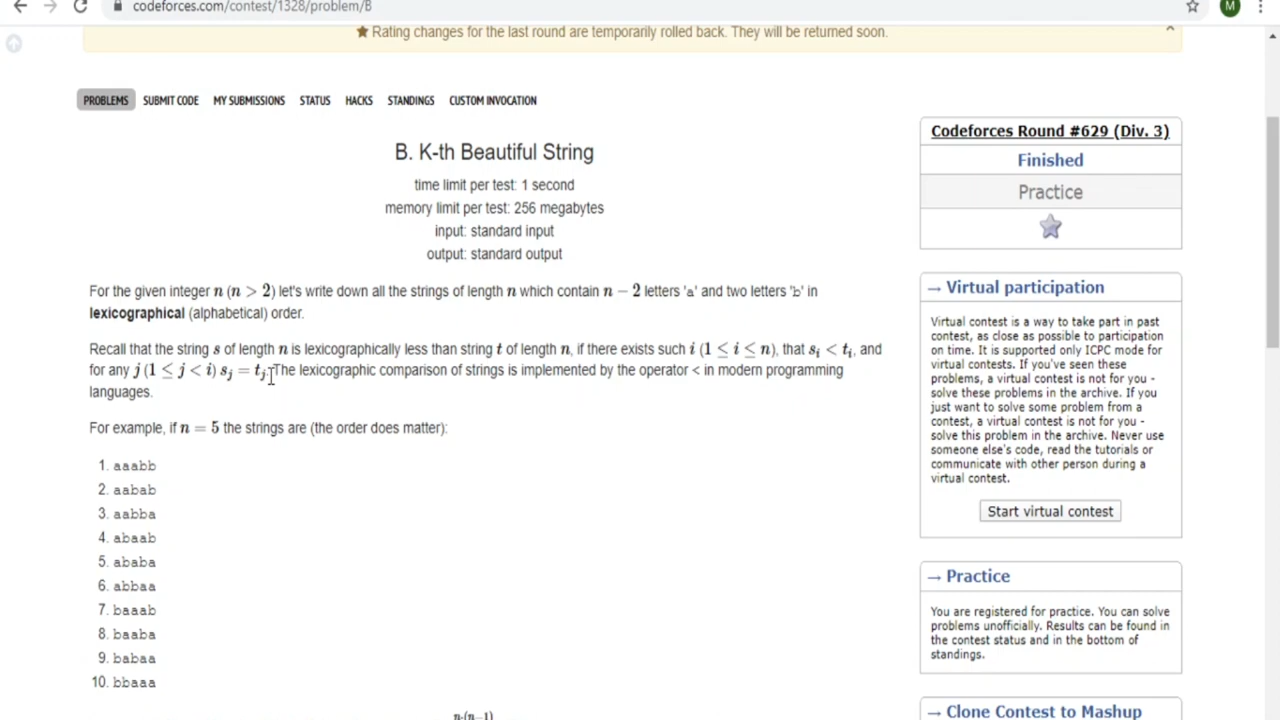 codeforces.com/contest/1328/problem/B
M
★ Rating changes for the last round are temporarily rolled back. They will be returned soon.
PROBLEMS SUBMIT CODE MY SUBMISSIONS STATUS HACKS STANDINGS CUSTOM INVOCATION
B. K-th Beautiful String
time limit per test: 1 second
memory limit per test: 256 megabytes
input: standard input
output: standard output
For the given integer n (n > 2) let's write down all the strings of length n which contain n − 2 letters 'a' and two letters 'b' in
lexicographical (alphabetical) order.
Recall that the string s of length n is lexicographically less than string t of length n, if there exists such i (1 ≤ i ≤ n), that sᵢ < tᵢ, and
for any j (1 ≤ j < i) sⱼ = tⱼ. The lexicographic comparison of strings is implemented by the operator < in modern programming
languages.
For example, if n = 5 the strings are (the order does matter):
1. aaabb
2. aabab
3. aabba
4. abaab
5. ababa
6. abbaa
7. baaab
8. baaba
9. babaa
10. bbaaa
n·(n−1)
Codeforces Round #629 (Div. 3)
Finished
Practice
→ Virtual participation
Virtual contest is a way to take part in past
contest, as close as possible to participation
on time. It is supported only ICPC mode for
virtual contests. If you've seen these
problems, a virtual contest is not for you -
solve these problems in the archive. If you
just want to solve some problem from a
contest, a virtual contest is not for you -
solve this problem in the archive. Never use
someone else's code, read the tutorials or
communicate with other person during a
virtual contest.
Start virtual contest
→ Practice
You are registered for practice. You can solve
problems unofficially. Results can be found in
the contest status and in the bottom of
standings.
→ Clone Contest to Mashup